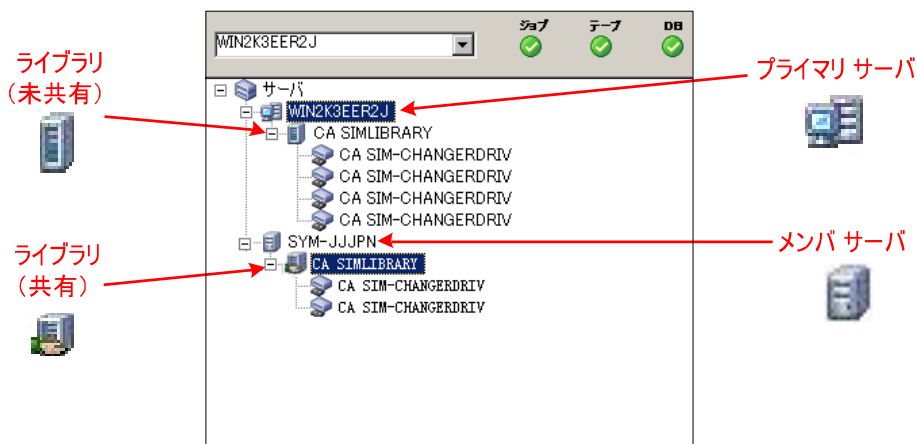 ジョブ テープ DB
WIN2K3EER2J
ライブラリ
(未共有)
プライマリ サーバ
サーバ
WIN2K3EER2J
CA SIMLIBRARY
CA SIM-CHANGERDRIV
CA SIM-CHANGERDRIV
CA SIM-CHANGERDRIV
CA SIM-CHANGERDRIV
ライブラリ
(共有)
SYM-JJJPN
メンバ サーバ
CA SIMLIBRARY
CA SIM-CHANGERDRIV
CA SIM-CHANGERDRIV